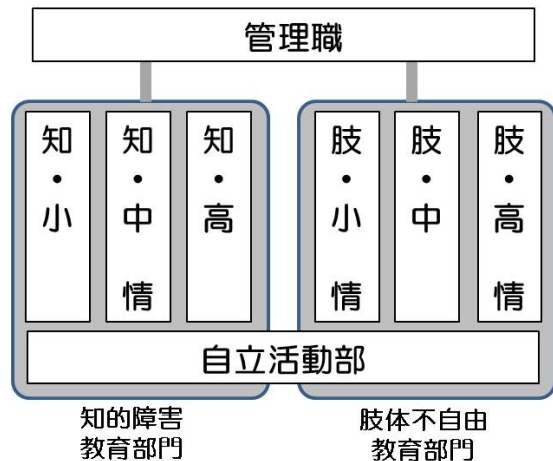 管理職
知・小
知・中 情
知・高
肢・小 情
肢・中
肢・高 情
自立活動部
知的障害
教育部門
肢体不自由
教育部門